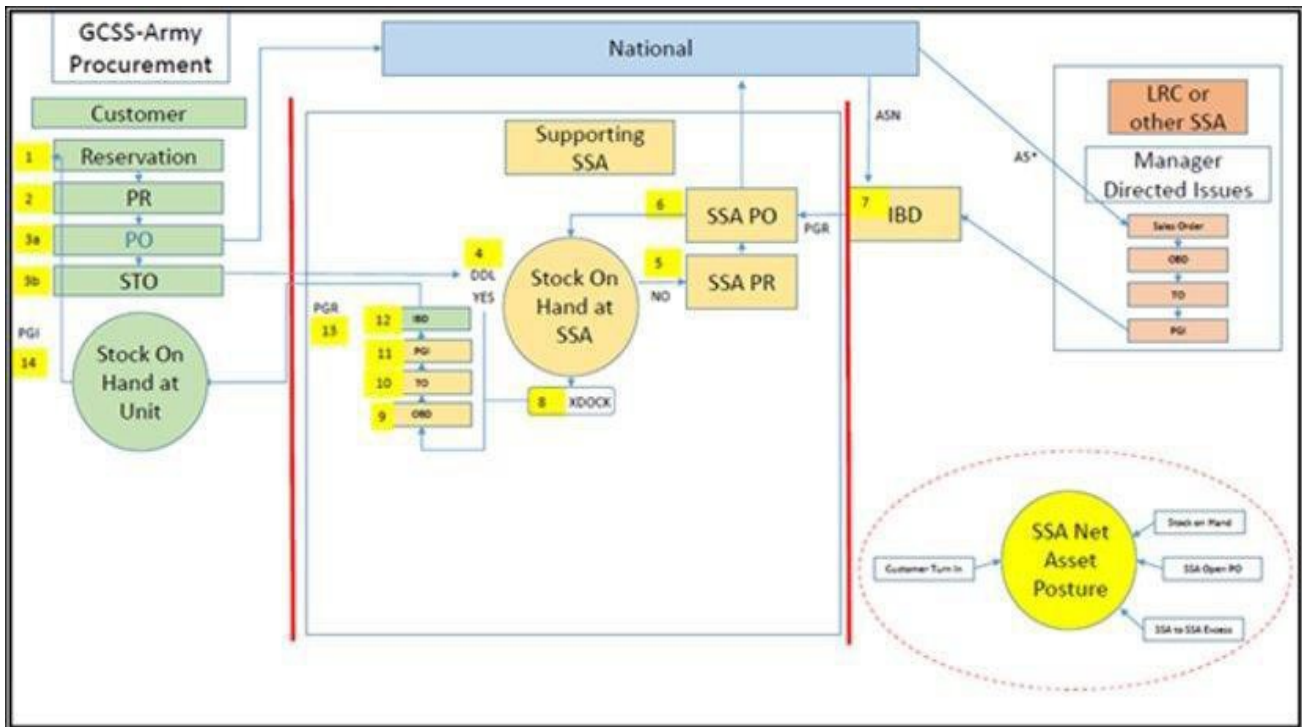 GCSS-Army
Procurement
National
Customer
1
Reservation
2
PR
3a
PO
3b
STO
PGI
14
Stock On
Hand at
Unit
Supporting
SSA
4
DDL
YES
PGR
13
12
IBD
11
PGI
10
TO
9
OBD
Stock On
Hand at
SSA
8
XDOCK
5
NO
6
SSA PO
SSA PR
PGR
ASN
7
IBD
AS*
LRC or
other SSA
Manager
Directed Issues
Sales Order
OBD
TO
PGI
SSA Net
Asset
Posture
Customer Turn In
Stock on Hand
SSA Open PO
SSA to SSA Excess